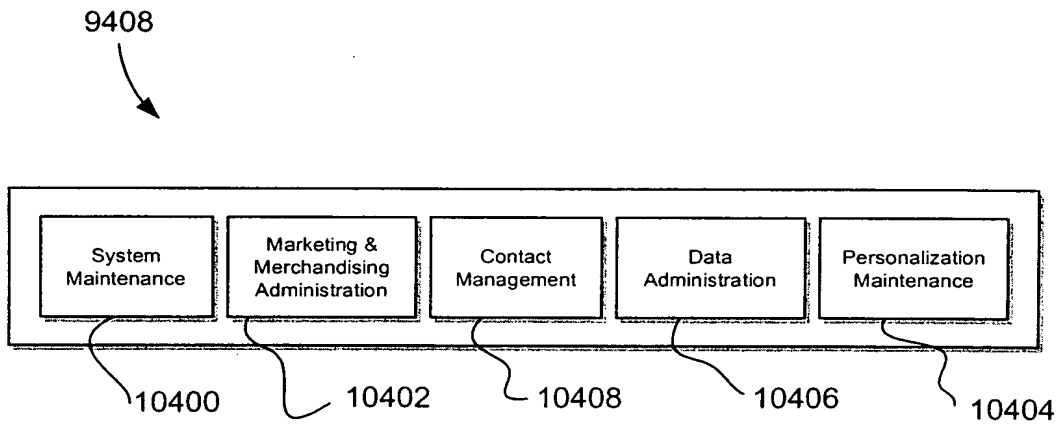 9408
System
Maintenance
Marketing &
Merchandising
Administration
Contact
Management
Data
Administration
Personalization
Maintenance
10400
10402
10408
10406
10404